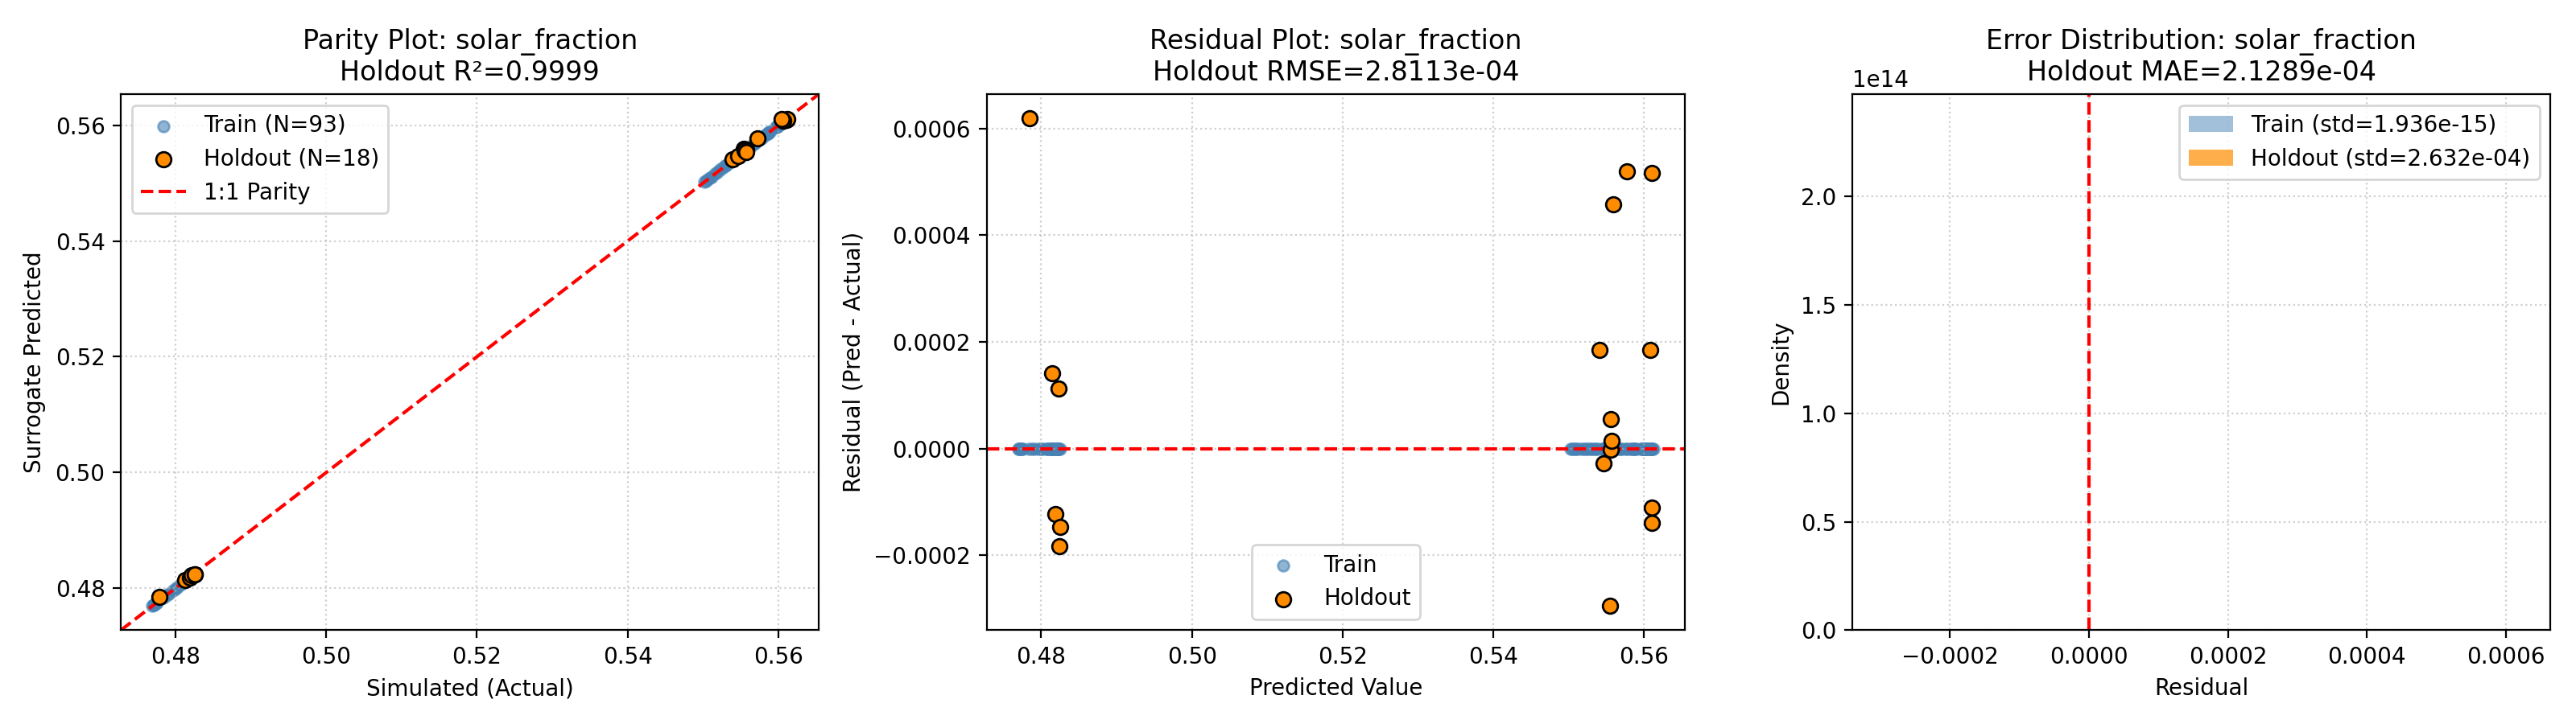 Parity Plot: solar_fraction
Holdout R²=0.9999
Train (N=93)
Holdout (N=18)
1:1 Parity
0.56
0.54
0.52
0.50
0.48
Surrogate Predicted
0.48 0.50 0.52 0.54 0.56
Simulated (Actual)
Residual Plot: solar_fraction
Holdout RMSE=2.8113e-04
0.0006
0.0004
0.0002
0.0000
−0.0002
Residual (Pred - Actual)
Train
Holdout
0.48 0.50 0.52 0.54 0.56
Predicted Value
Error Distribution: solar_fraction
Holdout MAE=2.1289e-04
1e14
Train (std=1.936e-15)
Holdout (std=2.632e-04)
2.0
1.5
1.0
0.5
0.0
Density
−0.0002 0.0000 0.0002 0.0004 0.0006
Residual